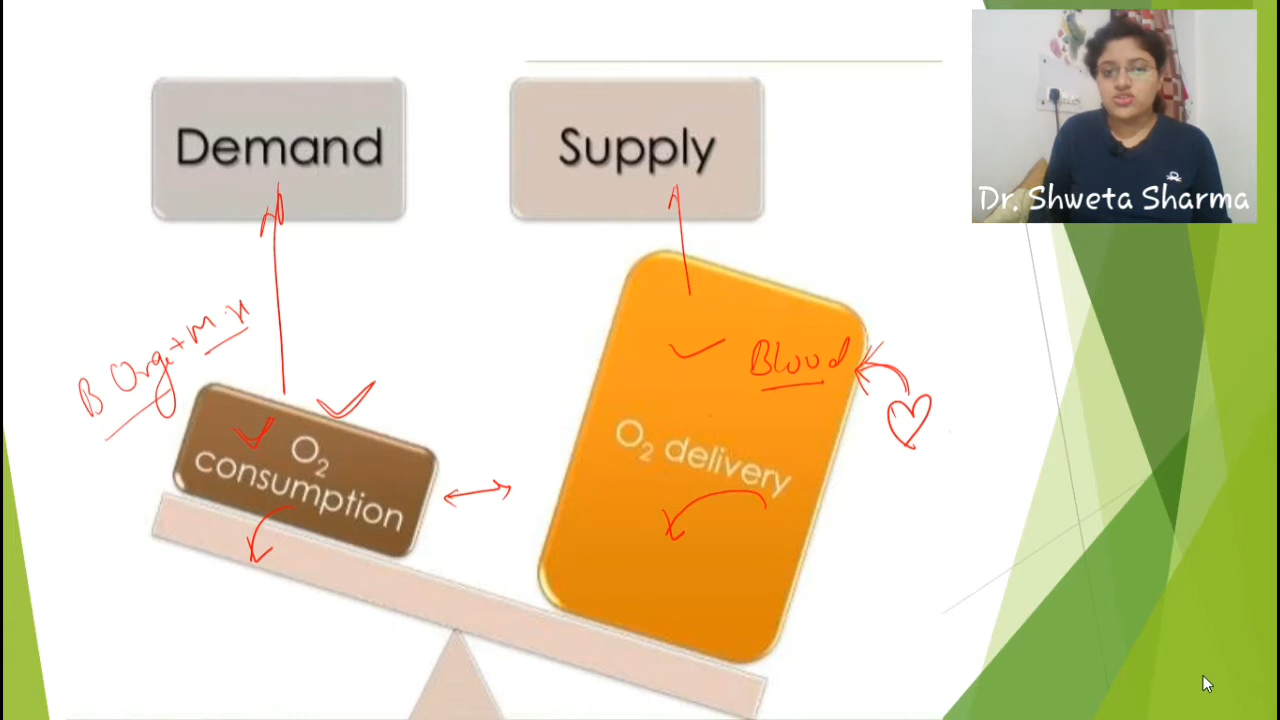 Demand
Supply
Dr. Shweta Sharma
Blood
O₂
consumption
O₂ delivery